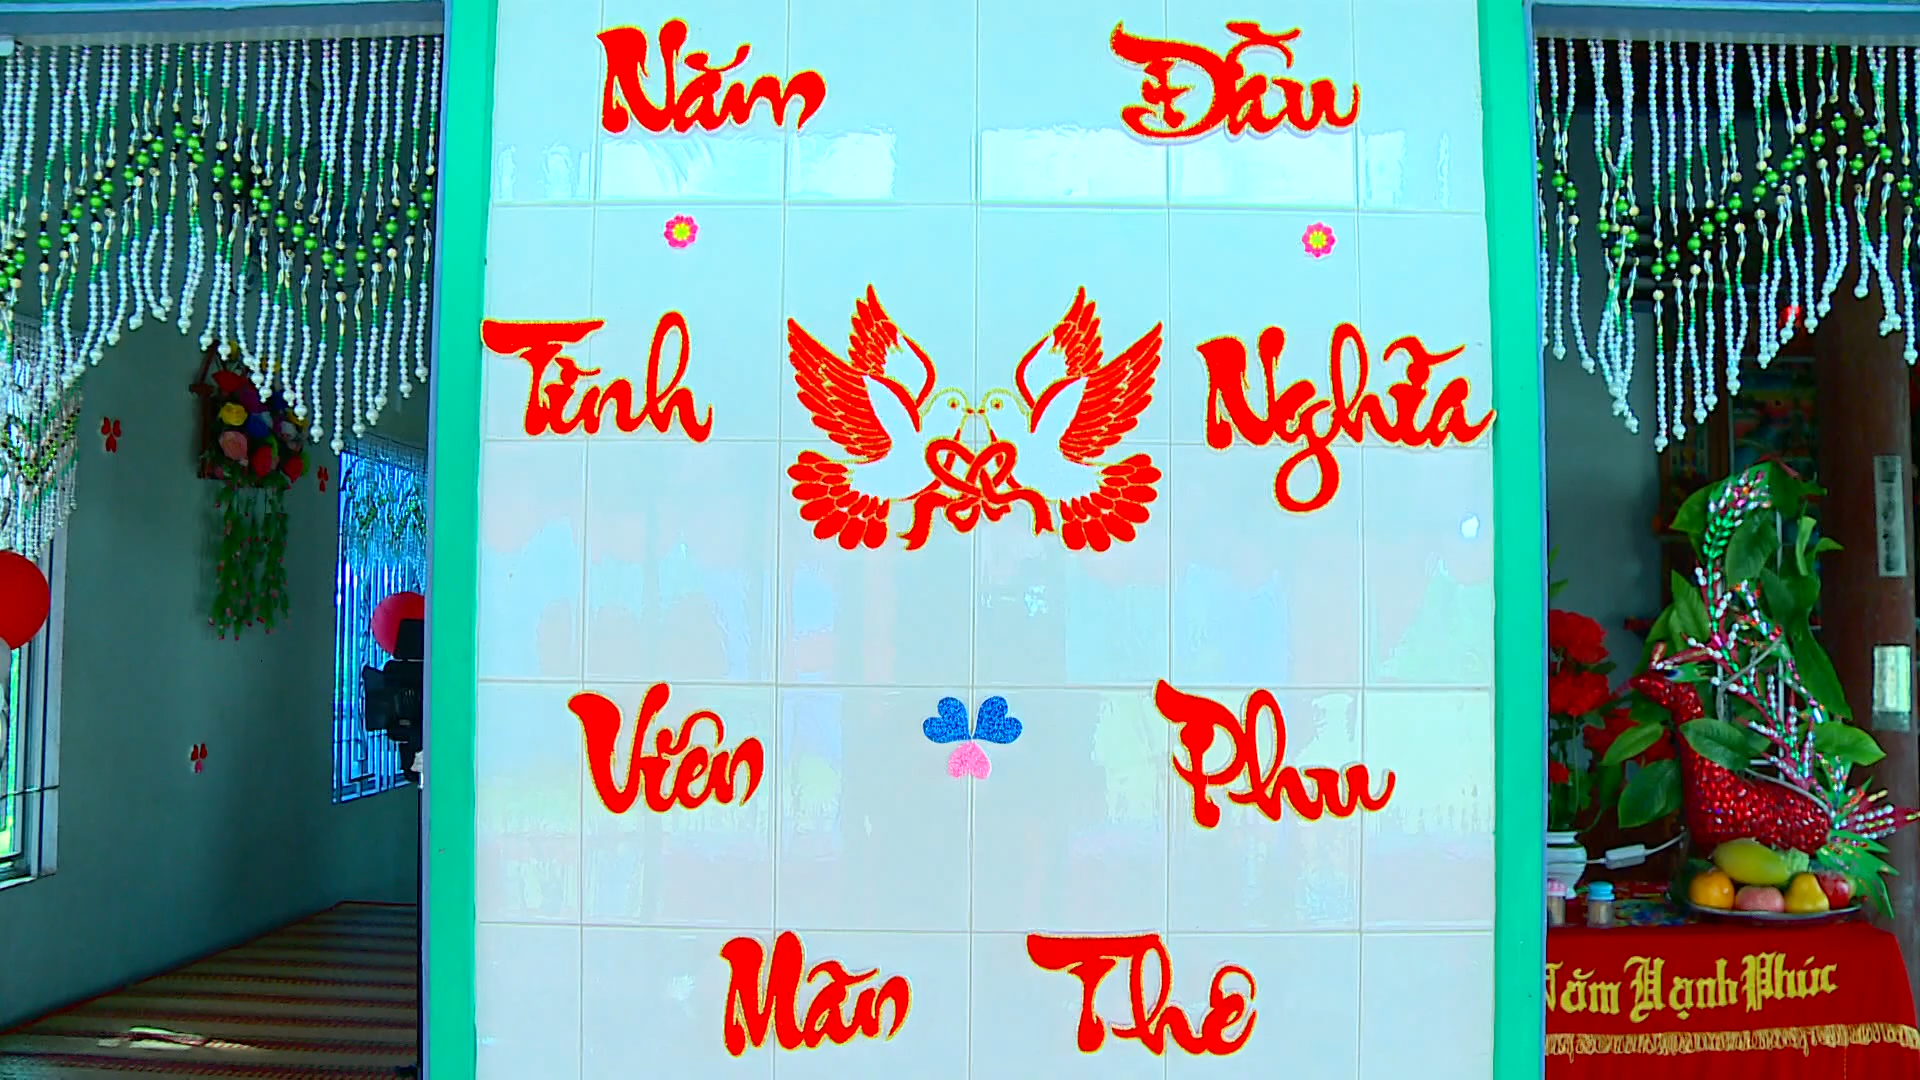 Năm Đầu
Tình Nghĩa
Viên Phu
Mãn Thê
Năm Hạnh Phúc